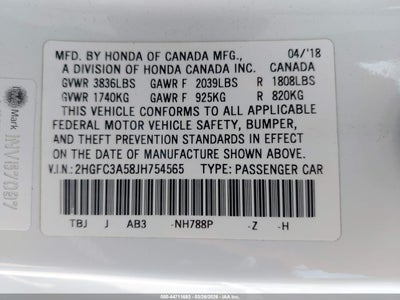 MFD. BY HONDA OF CANADA MFG., 04/'18
A DIVISION OF HONDA CANADA INC. CANADA
GVWR 3836LBS GAWR F 2039LBS R 1808LBS
GVWR 1740KG GAWR F 925KG R 820KG
THIS VEHICLE CONFORMS TO ALL APPLICABLE
FEDERAL MOTOR VEHICLE SAFETY, BUMPER,
AND THEFT PREVENTION STANDARDS IN EFFECT
ON THE DATE OF MANUFACTURE SHOWN ABOVE.
V.I.N.: 2HGFC3A58JH754565 TYPE: PASSENGER CAR
TBJ J AB3 -NH788P -Z -H
Mark